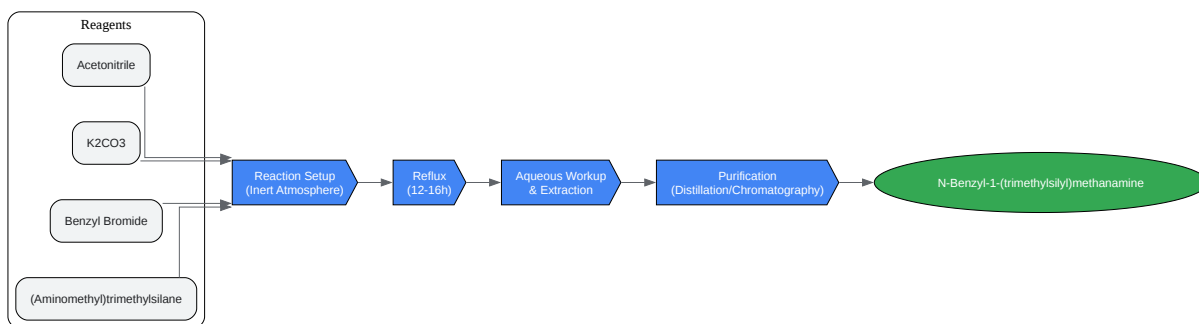 Reagents
Acetonitrile
K2CO3
Benzyl Bromide
(Aminomethyl)trimethylsilane
Reaction Setup
(Inert Atmosphere)
Reflux
(12-16h)
Aqueous Workup
& Extraction
Purification
(Distillation/Chromatography)
N-Benzyl-1-(trimethylsilyl)methanamine